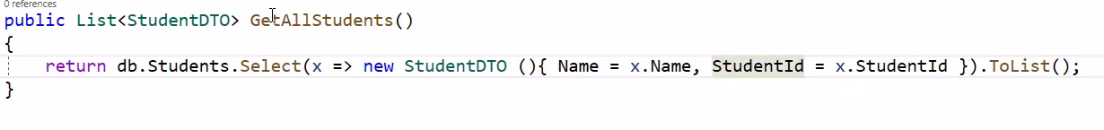 0 references
public List<StudentDTO> GetAllStudents()
{
return db.Students.Select(x => new StudentDTO (){ Name = x.Name, StudentId = x.StudentId }).ToList();
}